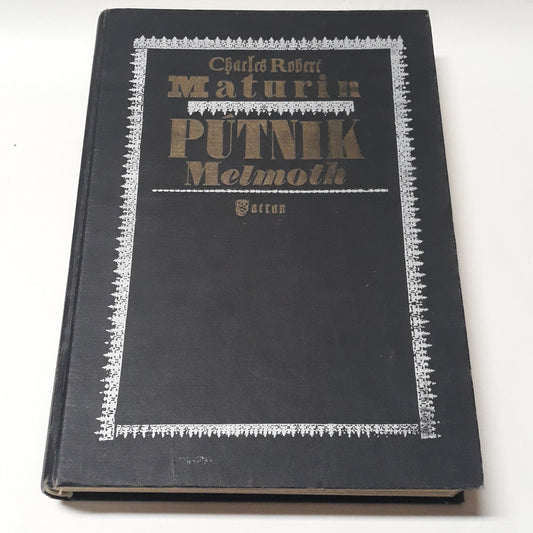 Charles Robert
Maturin
PÚTNIK
Melmoth
Tatran